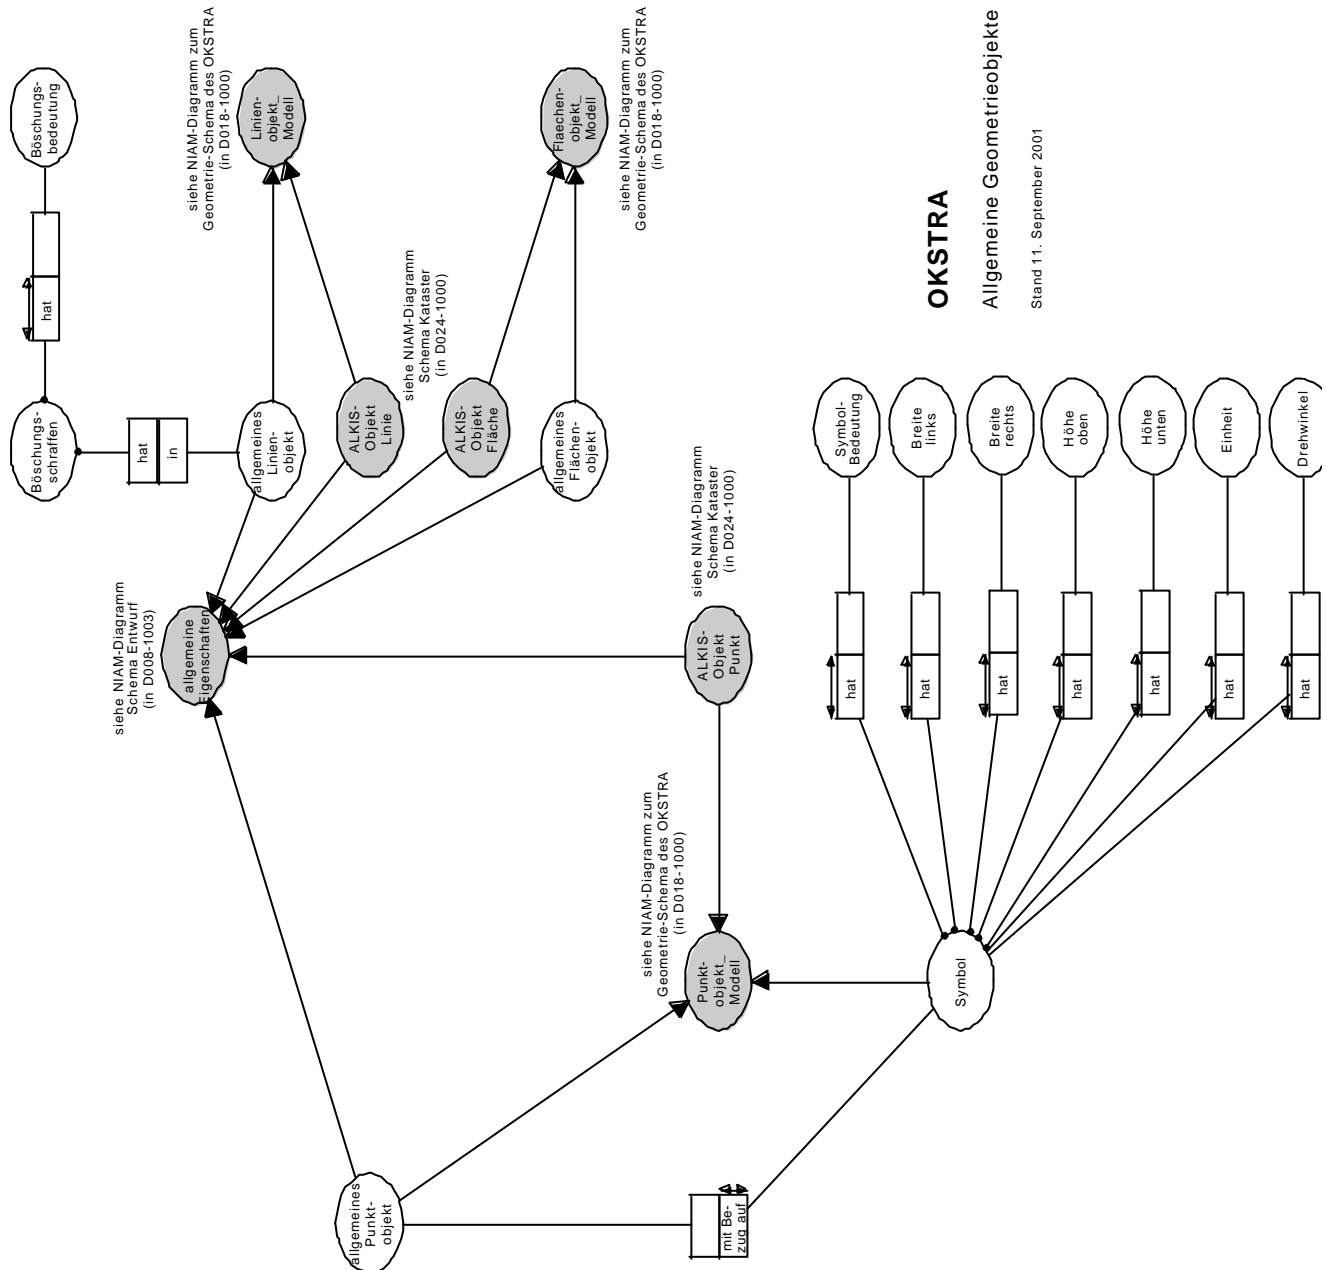 Böschungs-
bedeutung
hat
Böschungs-
schraffen
hat
in
siehe NIAM-Diagramm zum
Geometrie-Schema des OKSTRA
(in D018-1000)
Linien-
objekt_
Modell
allgemeines
Linien-
objekt
siehe NIAM-Diagramm
Schema Entwurf
(in D008-1003)
allgemeine
Eigenschaften
ALKIS-
Objekt
Linie
siehe NIAM-Diagramm
Schema Kataster
(in D024-1000)
ALKIS-
Objekt
Fläche
siehe NIAM-Diagramm zum
Geometrie-Schema des OKSTRA
(in D018-1000)
Flaechen-
objekt_
Modell
allgemeines
Flächen-
objekt
allgemeines
Punkt-
objekt
siehe NIAM-Diagramm
Schema Kataster
(in D024-1000)
ALKIS-
Objekt
Punkt
siehe NIAM-Diagramm zum
Geometrie-Schema des OKSTRA
(in D018-1000)
Punkt-
objekt_
Modell
mit Be-
zug auf
Symbol
hat
Symbol-
Bedeutung
hat
Breite
links
hat
Breite
rechts
hat
Höhe
oben
hat
Höhe
unten
hat
Einheit
hat
Drehwinkel
OKSTRA
Allgemeine Geometrieobjekte
Stand 11. September 2001